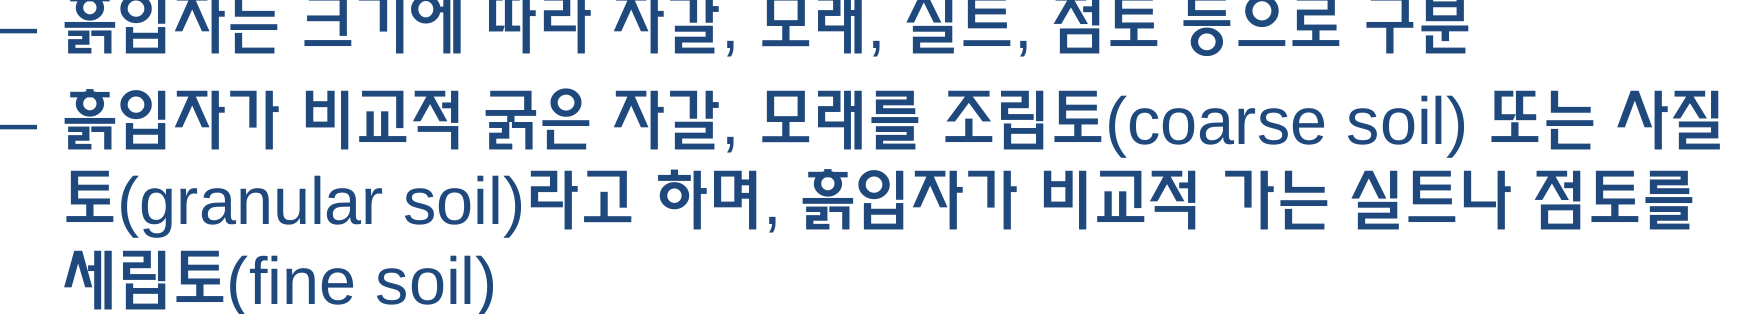 – 흙입자는 크기에 따라 자갈, 모래, 실트, 점토 등으로 구분
– 흙입자가 비교적 굵은 자갈, 모래를 조립토(coarse soil) 또는 사질
토(granular soil)라고 하며, 흙입자가 비교적 가는 실트나 점토를
세립토(fine soil)